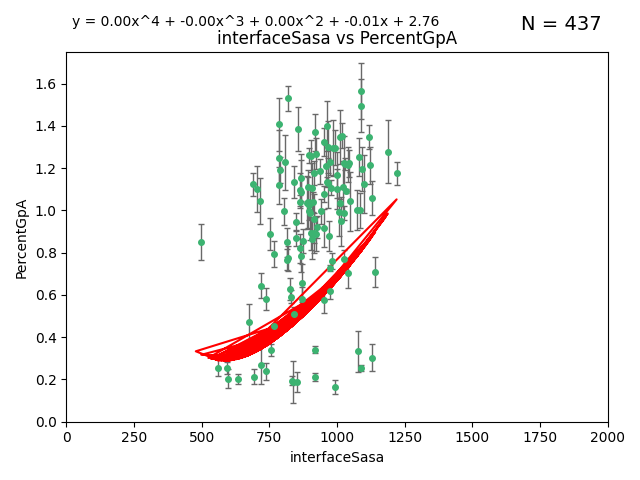 y = 0.00x^4 + -0.00x^3 + 0.00x^2 + -0.01x + 2.76
N = 437
interfaceSasa vs PercentGpA
PercentGpA
1.6
1.4
1.2
1.0
0.8
0.6
0.4
0.2
0.0
0 250 500 750 1000 1250 1500 1750 2000
interfaceSasa